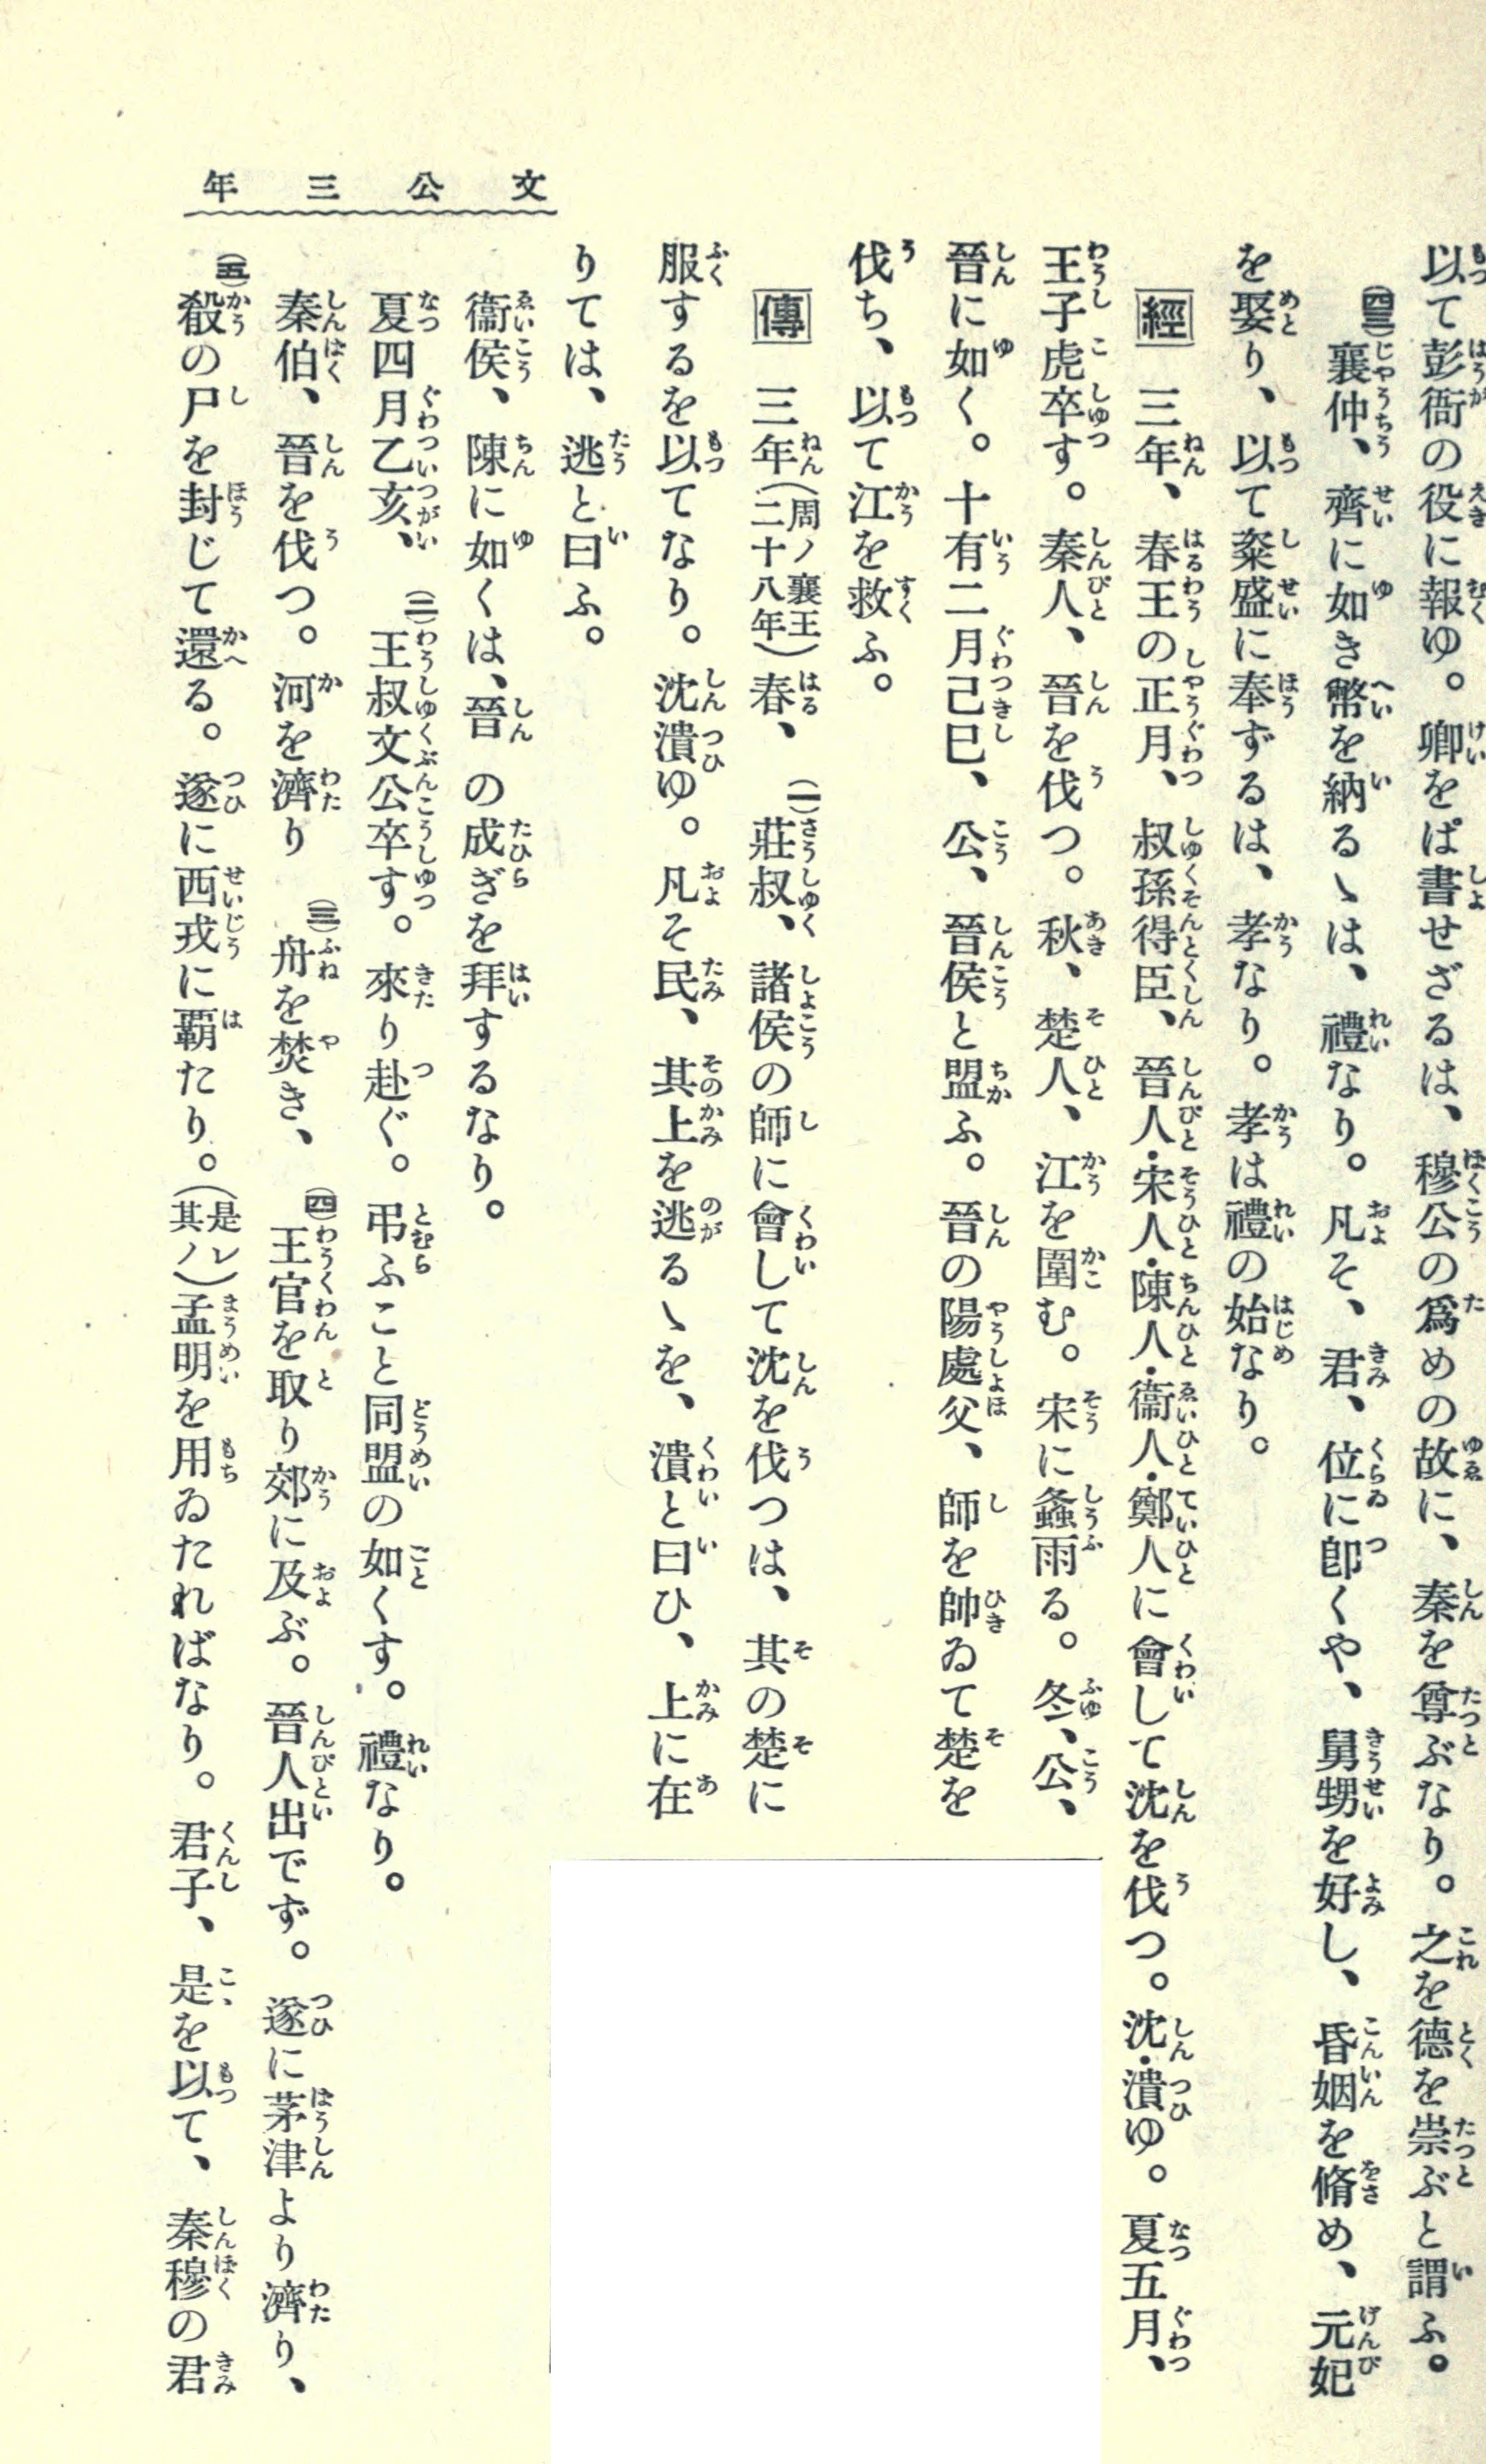 文公三年
以て彭衙の役に報ゆ。卿をば書せざるは、穆公の爲めの故に、秦を尊ぶなり。之を德を崇ぶと謂ふ。
(四三)襄仲、齊に如き幣を納るゝは、禮なり。凡そ、君、位に卽くや、舅甥を好し、昏姻を脩め、元妃
を娶り、以て粢盛に奉ずるは、孝なり。孝は禮の始なり。
經 三年、春王の正月、叔孫得臣、晉人・宋人・陳人・衞人・鄭人に會して沈を伐つ。沈・潰ゆ。夏五月、
王子虎卒す。秦人、晉を伐つ。秋、楚人、江を圍む。宋に螽雨る。冬、公、
晉に如く。十有二月己巳、公、晉侯と盟ふ。晉の陽處父、師を帥ゐて楚を
伐ち、以て江を救ふ。
傳 三年(周ノ襄王二十八年)春、(一)莊叔、諸侯の師に會して沈を伐つは、其の楚に
服するを以てなり。沈潰ゆ。凡そ民、其上を逃るゝを、潰と曰ひ、上に在
りては、逃と曰ふ。
衞侯、陳に如くは、晉の成ぎを拜するなり。
夏四月乙亥、(二)王叔文公卒す。來り赴ぐ。弔ふこと同盟の如くす。禮なり。
秦伯、晉を伐つ。河を濟り(三)舟を焚き、(四)王官を取り郊に及ぶ。晉人出でず。遂に茅津より濟り、
(五)殽の尸を封じて還る。遂に西戎に覇たり。(是レ其ノ)孟明を用ゐたればなり。君子、是を以て、秦穆の君